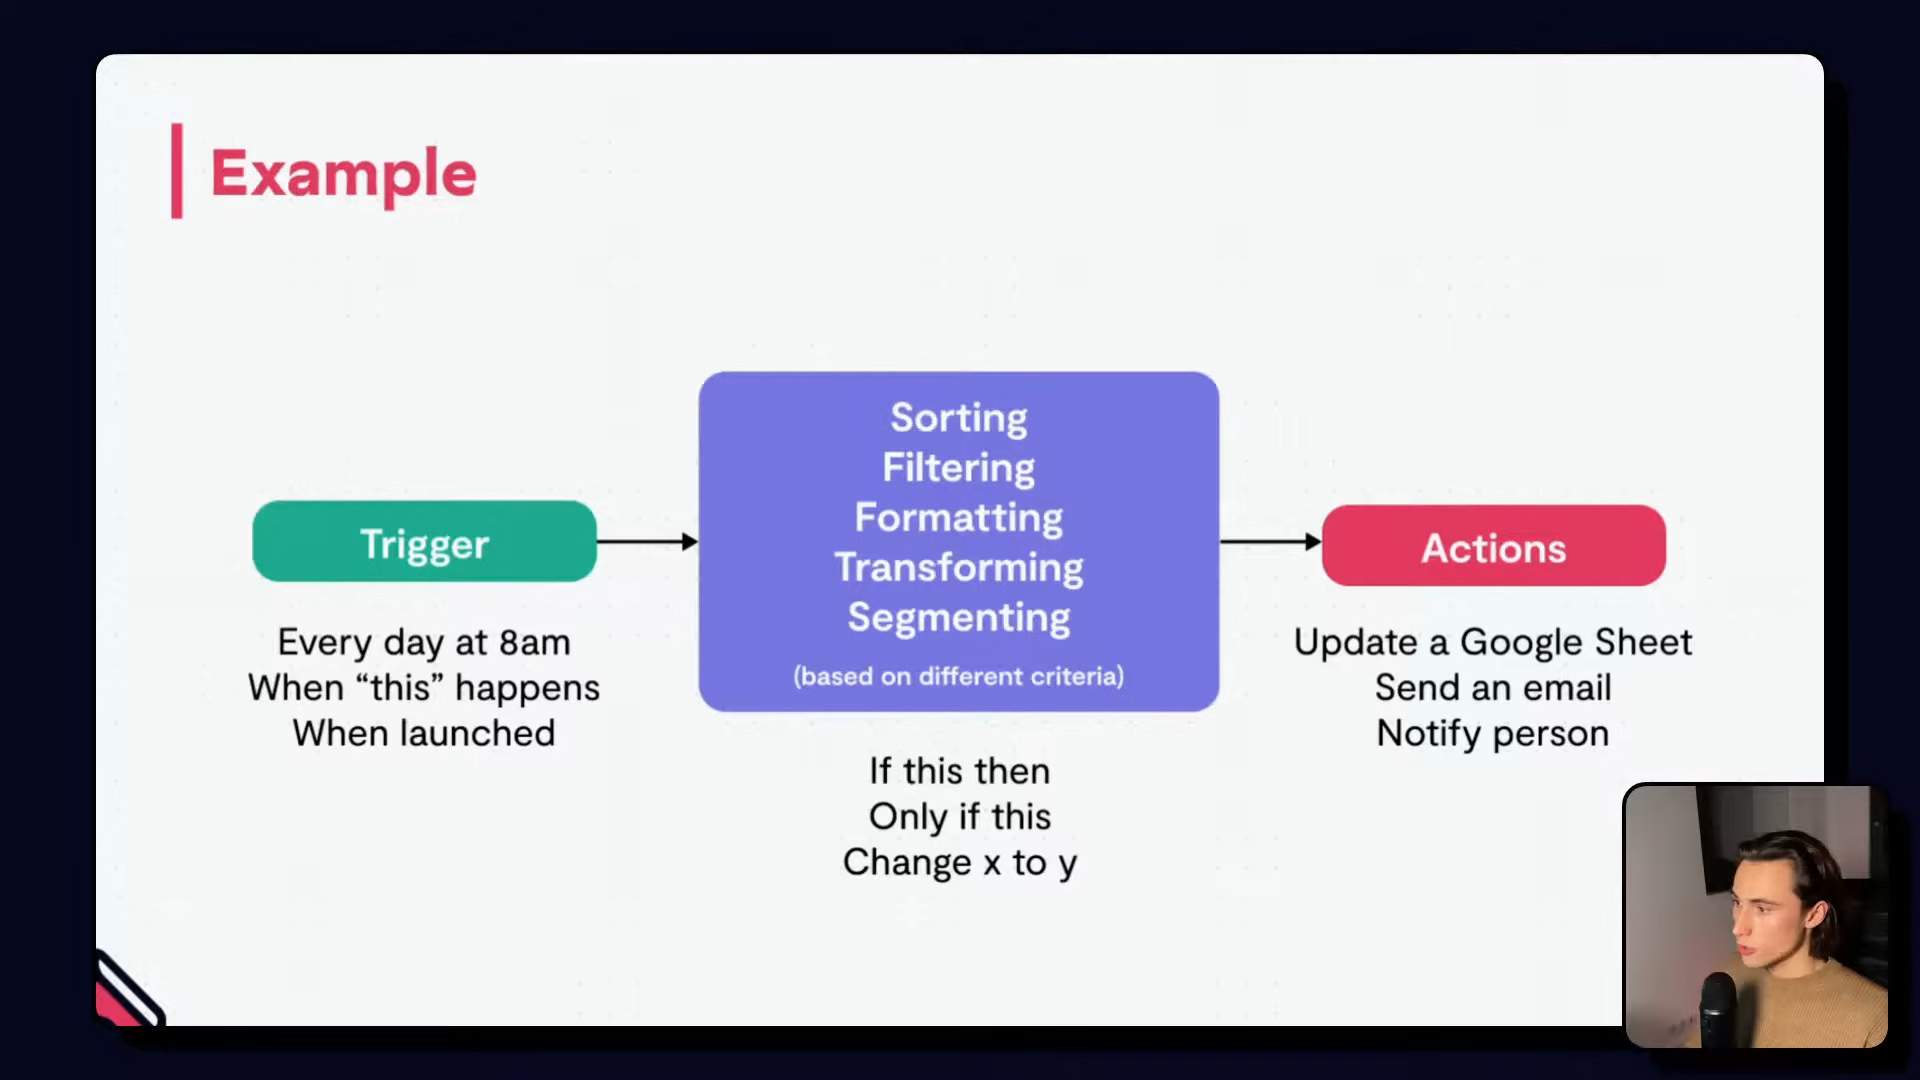 Example
Trigger
Every day at 8am
When “this” happens
When launched
Sorting
Filtering
Formatting
Transforming
Segmenting
(based on different criteria)
If this then
Only if this
Change x to y
Actions
Update a Google Sheet
Send an email
Notify person